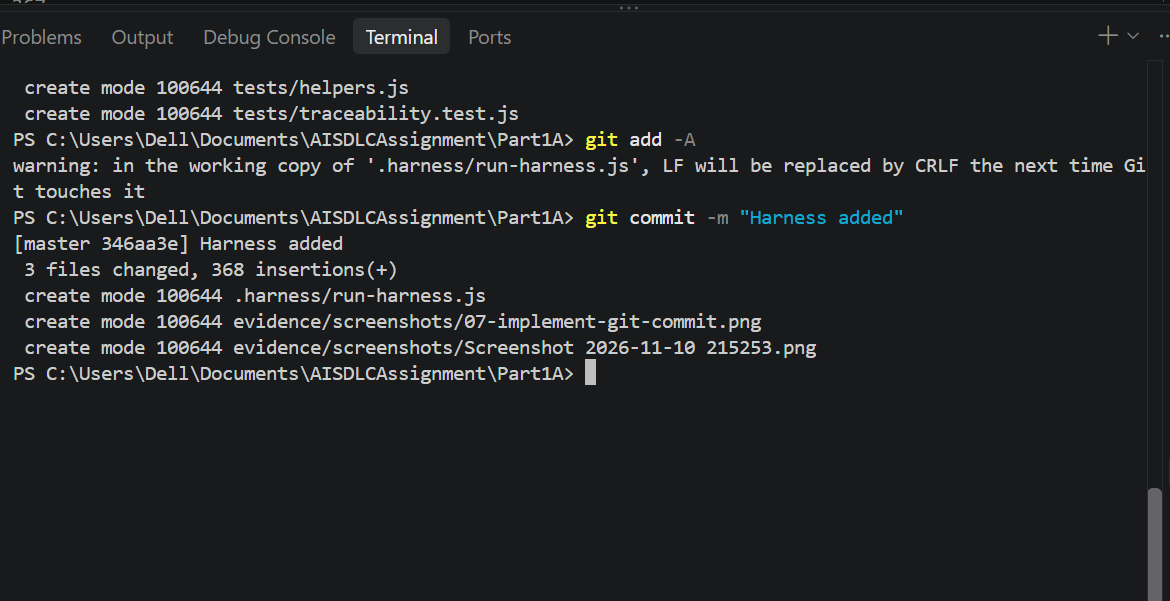 Problems Output Debug Console Terminal Ports
create mode 100644 tests/helpers.js
create mode 100644 tests/traceability.test.js
PS C:\Users\Dell\Documents\AISDLCAssignment\Part1A> git add -A
warning: in the working copy of '.harness/run-harness.js', LF will be replaced by CRLF the next time Gi
t touches it
PS C:\Users\Dell\Documents\AISDLCAssignment\Part1A> git commit -m "Harness added"
[master 346aa3e] Harness added
3 files changed, 368 insertions(+)
create mode 100644 .harness/run-harness.js
create mode 100644 evidence/screenshots/07-implement-git-commit.png
create mode 100644 evidence/screenshots/Screenshot 2026-11-10 215253.png
PS C:\Users\Dell\Documents\AISDLCAssignment\Part1A>